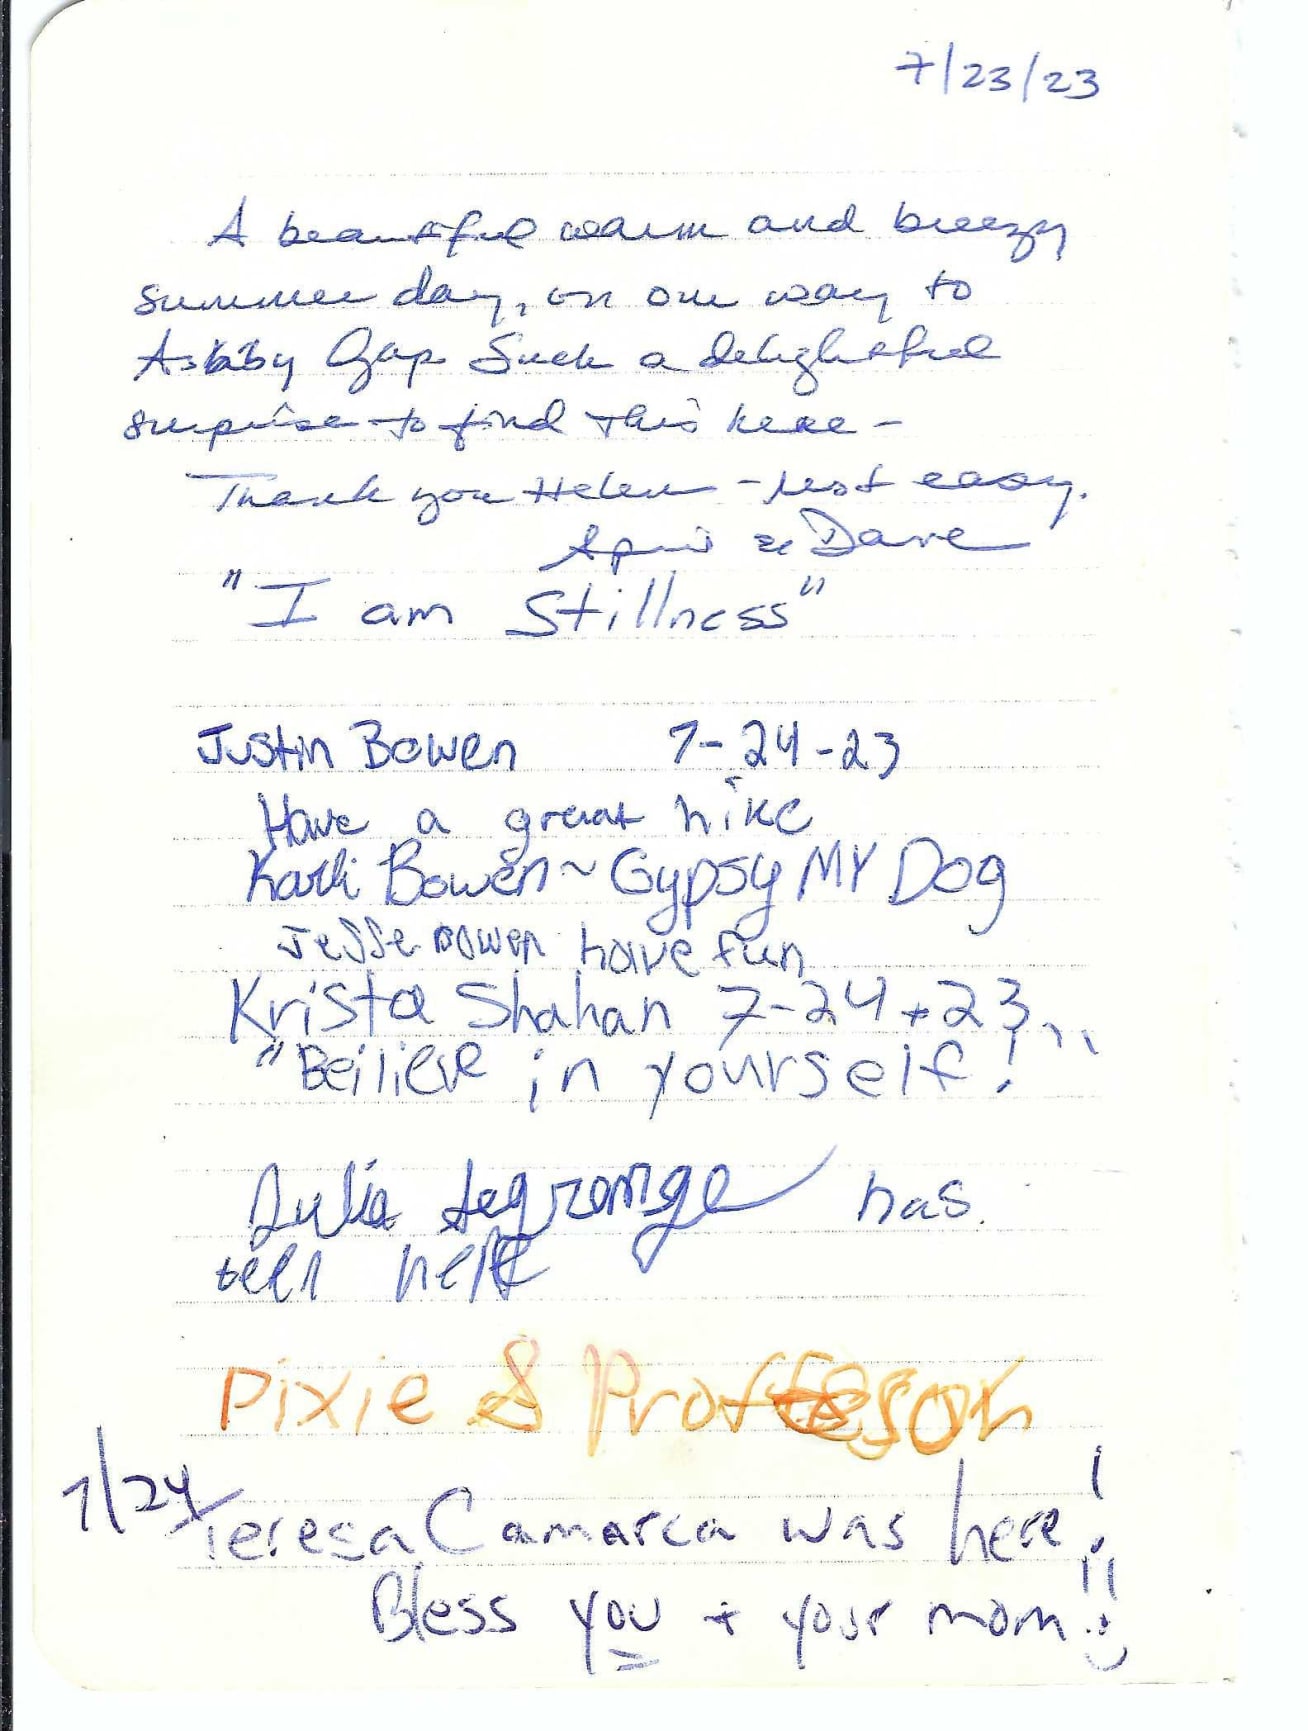 7/23/23
A beautiful warm and breezy
summer day, on our way to
Ashby Gap Such a delightful
surprise to find this here –
Thank you Helen – not easy.
April & Dave
"I am Stillness"
Justin Bowen 7-24-23
Have a great hike
Karli Bowen ~ Gypsy MY Dog
Jesse Bowen have fun
Krista Shahan 7-24-23
"Beilieve in yourself!"
Julia Legrange has
been here
Pixie & Proffesor
7/24
Teresa Camarca was here!
Bless you + your mom!! :)